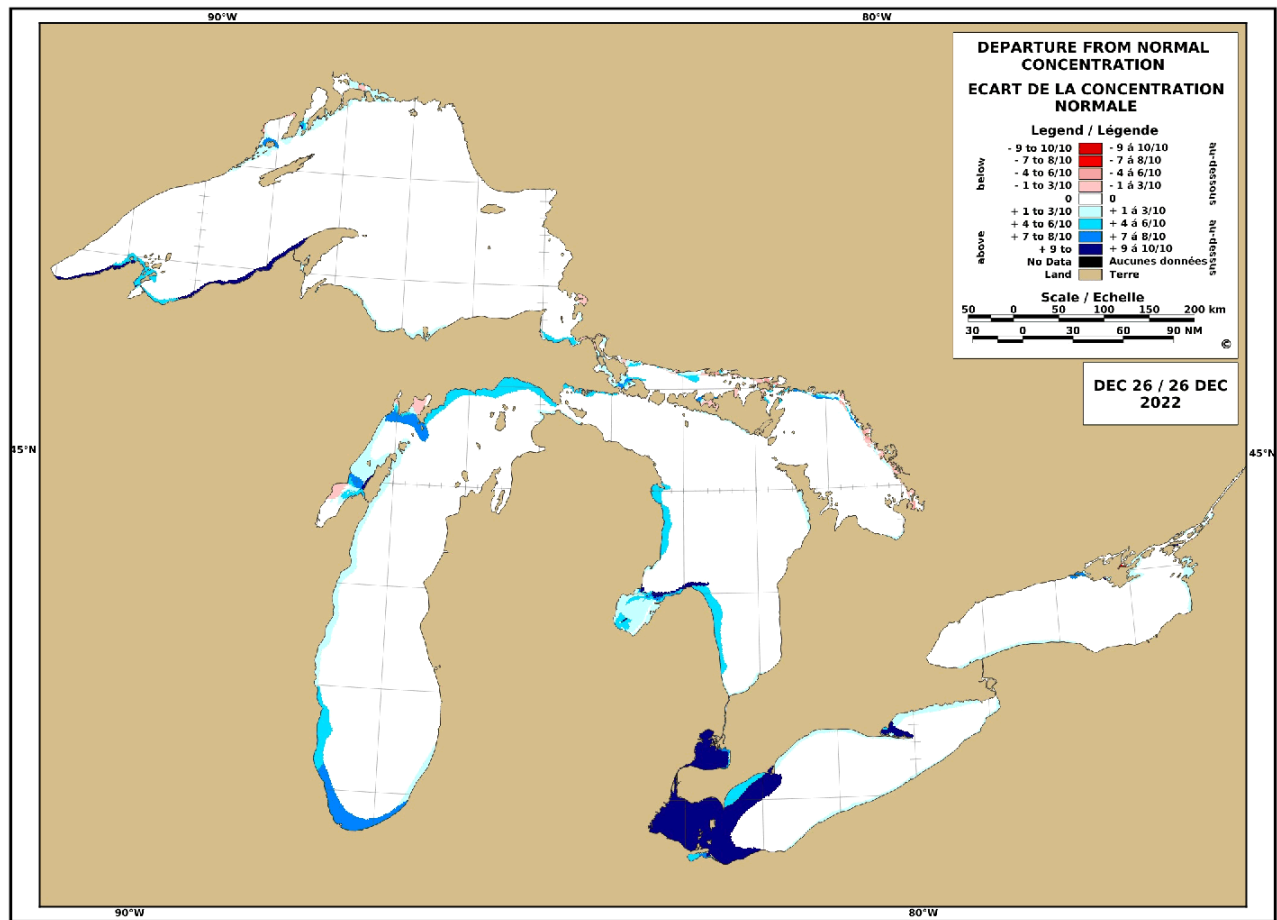 90°W
80°W
DEPARTURE FROM NORMAL
CONCENTRATION
ECART DE LA CONCENTRATION
NORMALE
Legend / Légende
below
above
- 9 to 10/10 - 9 á 10/10
- 7 to 8/10 - 7 á 8/10
- 4 to 6/10 - 4 á 6/10
- 1 to 3/10 - 1 á 3/10
0 0
+ 1 to 3/10 + 1 á 3/10
+ 4 to 6/10 + 4 á 6/10
+ 7 to 8/10 + 7 á 8/10
+ 9 to + 9 á 10/10
No Data Aucunes données
Land Terre
au-dessous
au-dessus
Scale / Echelle
50 0 50 100 150 200 km
30 0 30 60 90 NM
©
DEC 26 / 26 DEC
2022
45°N
45°N
90°W
80°W